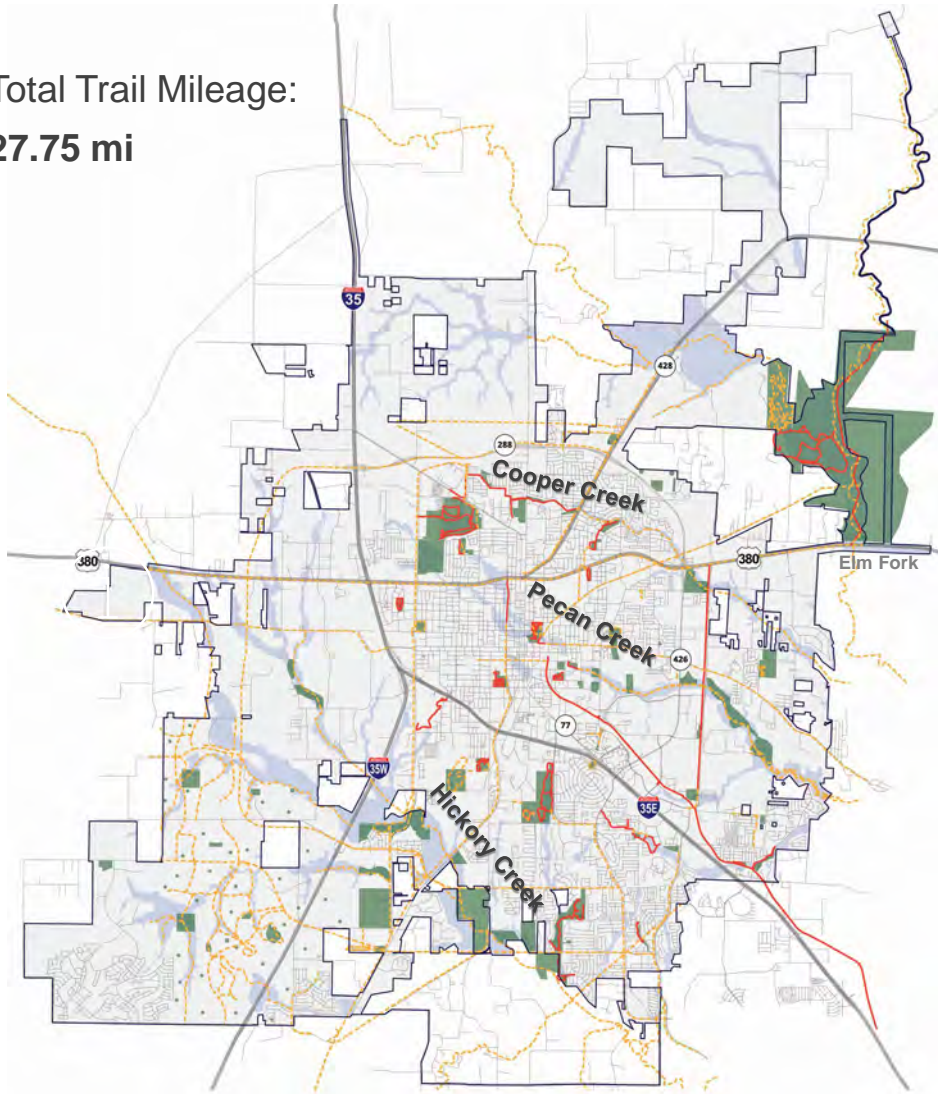 Total Trail Mileage:
27.75 mi
35
428
288
Cooper Creek
380
380
Elm Fork
Pecan Creek
426
77
35W
35E
Hickory Creek